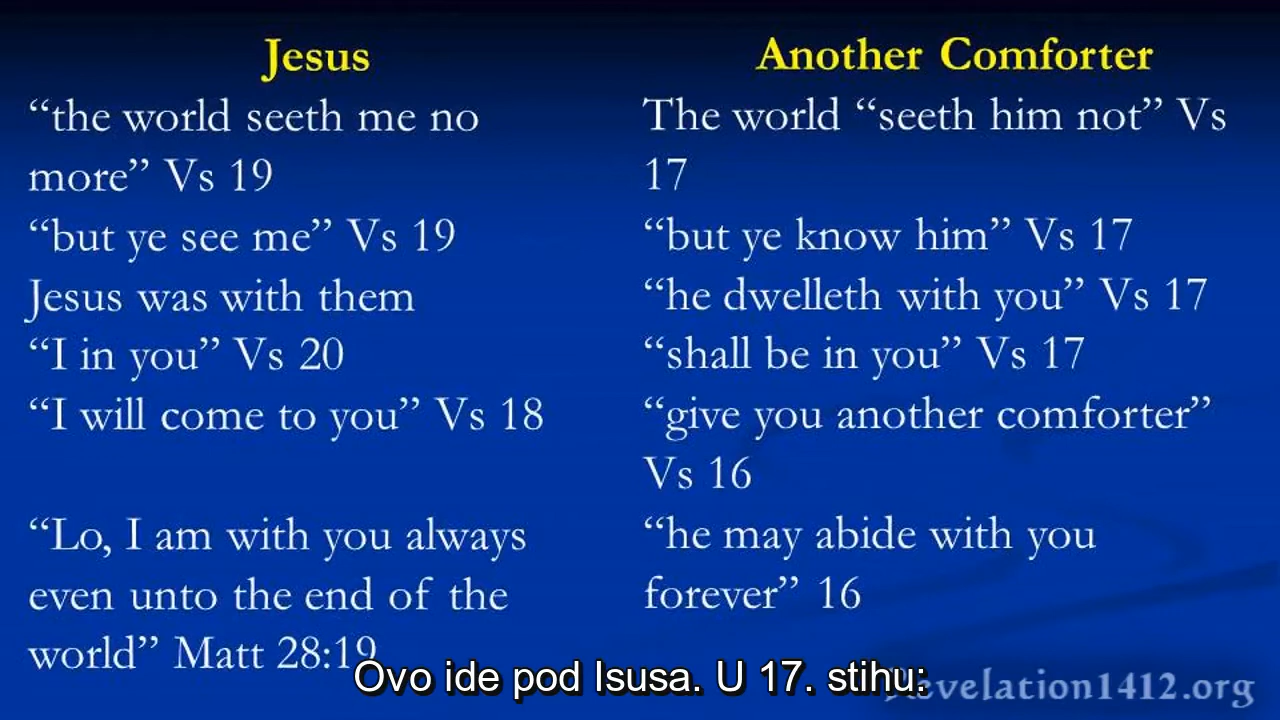 Jesus
“the world seeth me no
more” Vs 19
“but ye see me” Vs 19
Jesus was with them
“I in you” Vs 20
“I will come to you” Vs 18
“Lo, I am with you always
even unto the end of the
world” Matt 28:19
Another Comforter
The world “seeth him not” Vs
17
“but ye know him” Vs 17
“he dwelleth with you” Vs 17
“shall be in you” Vs 17
“give you another comforter”
Vs 16
“he may abide with you
forever” 16
Ovo ide pod Isusa. U 17. stihu:
Revelation1412.org